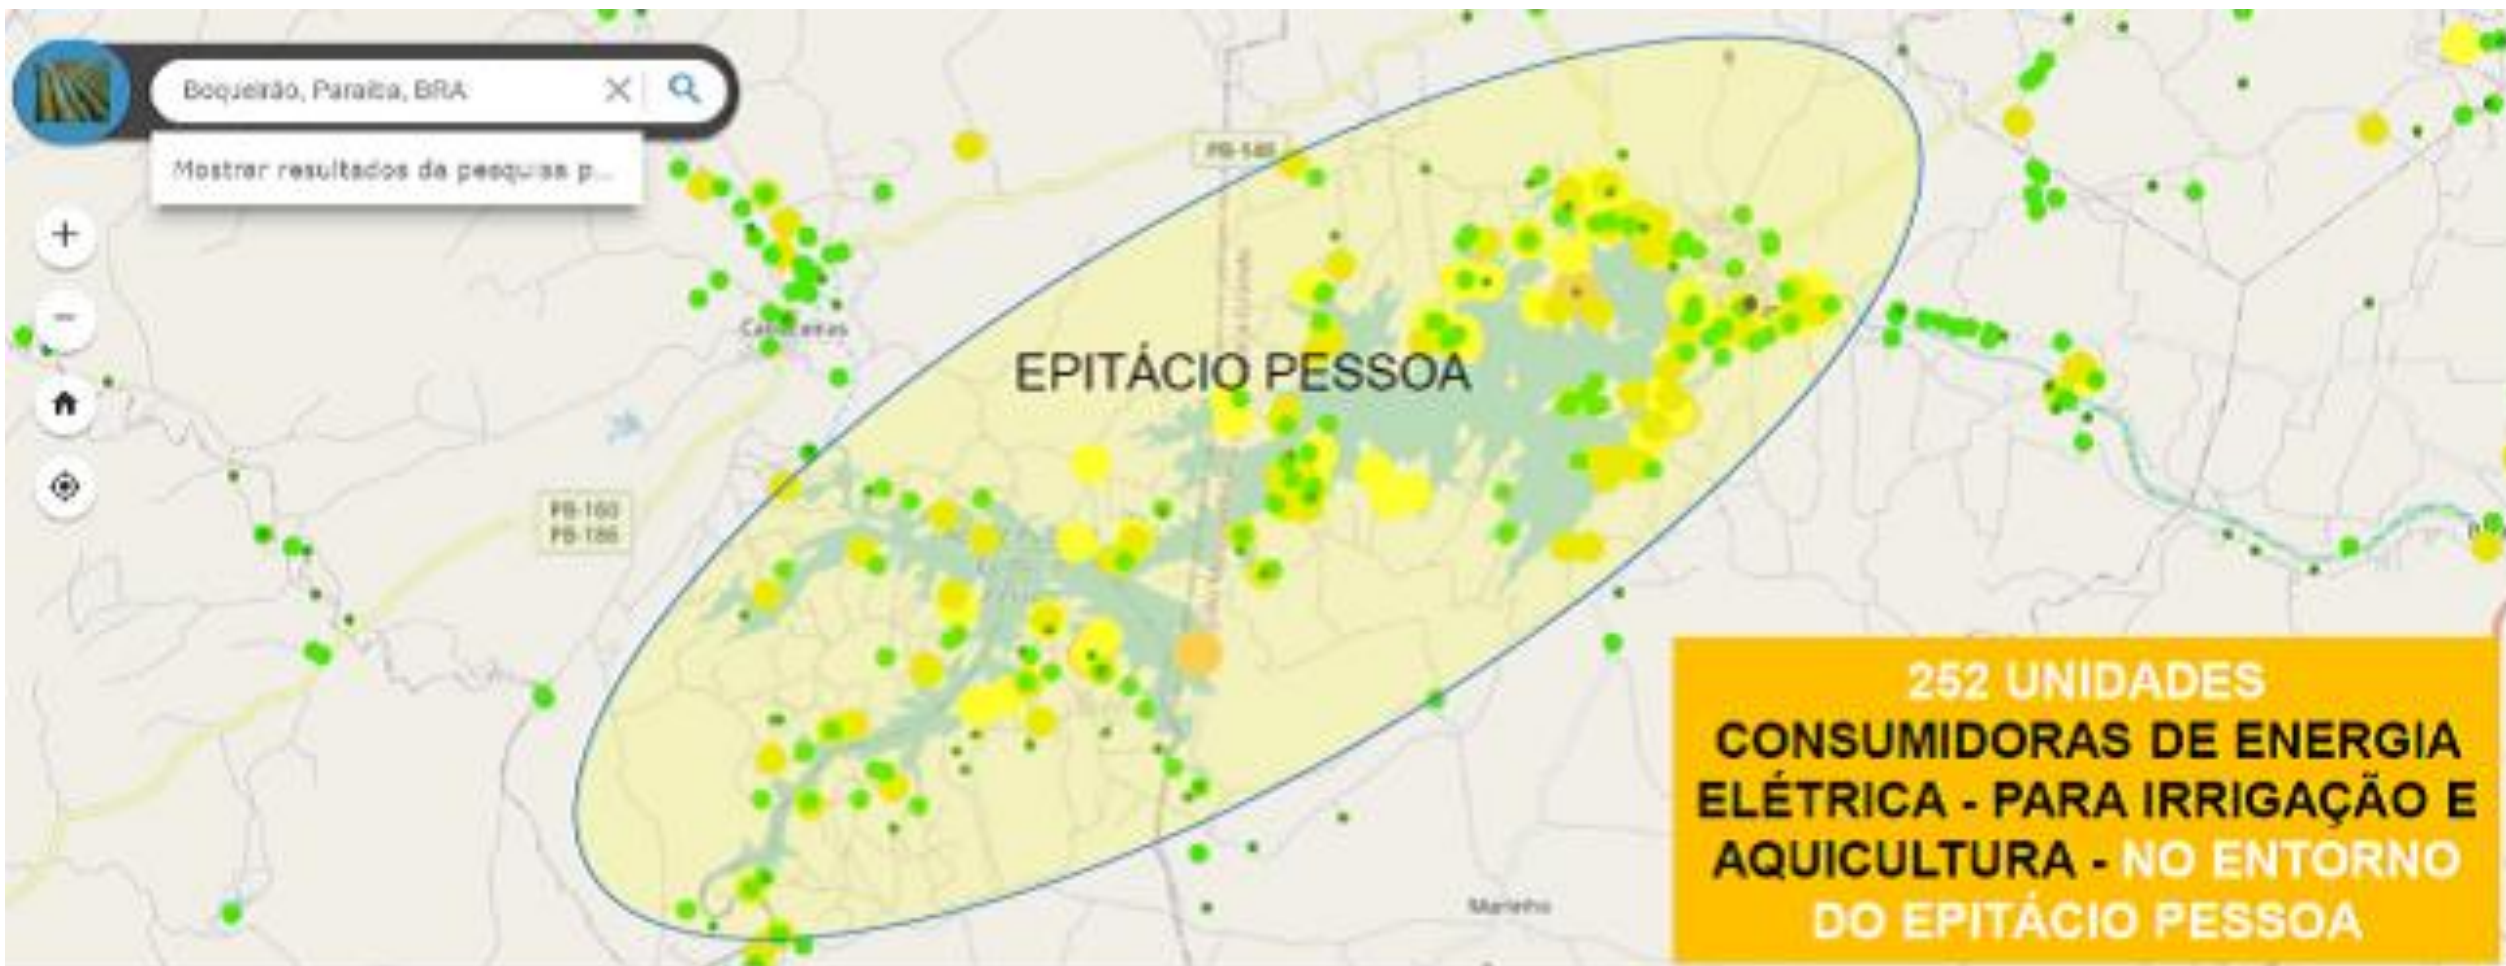 Boqueirão, Paraíba, BRA
Mostrar resultados da pesquisa p...
PB-148
Cabaceiras
EPITÁCIO PESSOA
PB-160
PB-186
252 UNIDADES
CONSUMIDORAS DE ENERGIA
ELÉTRICA - PARA IRRIGAÇÃO E
AQUICULTURA - NO ENTORNO
DO EPITÁCIO PESSOA
Marinho